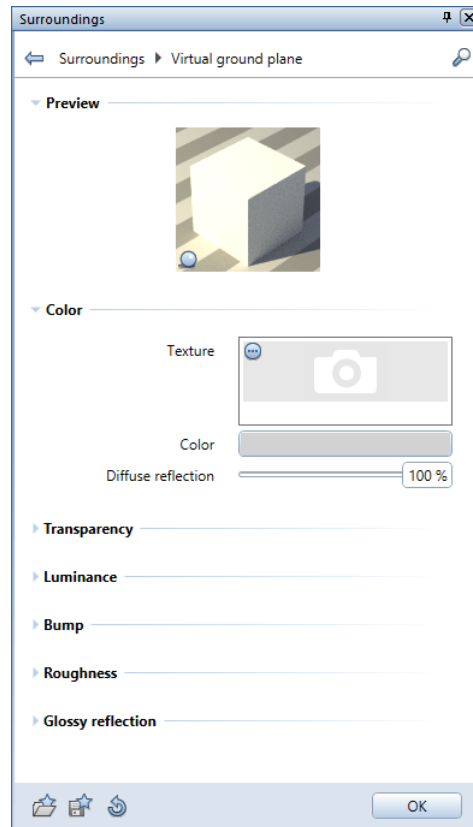 Surroundings
Surroundings Virtual ground plane
Preview
Color
Texture
Color
Diffuse reflection 100 %
Transparency
Luminance
Bump
Roughness
Glossy reflection
OK